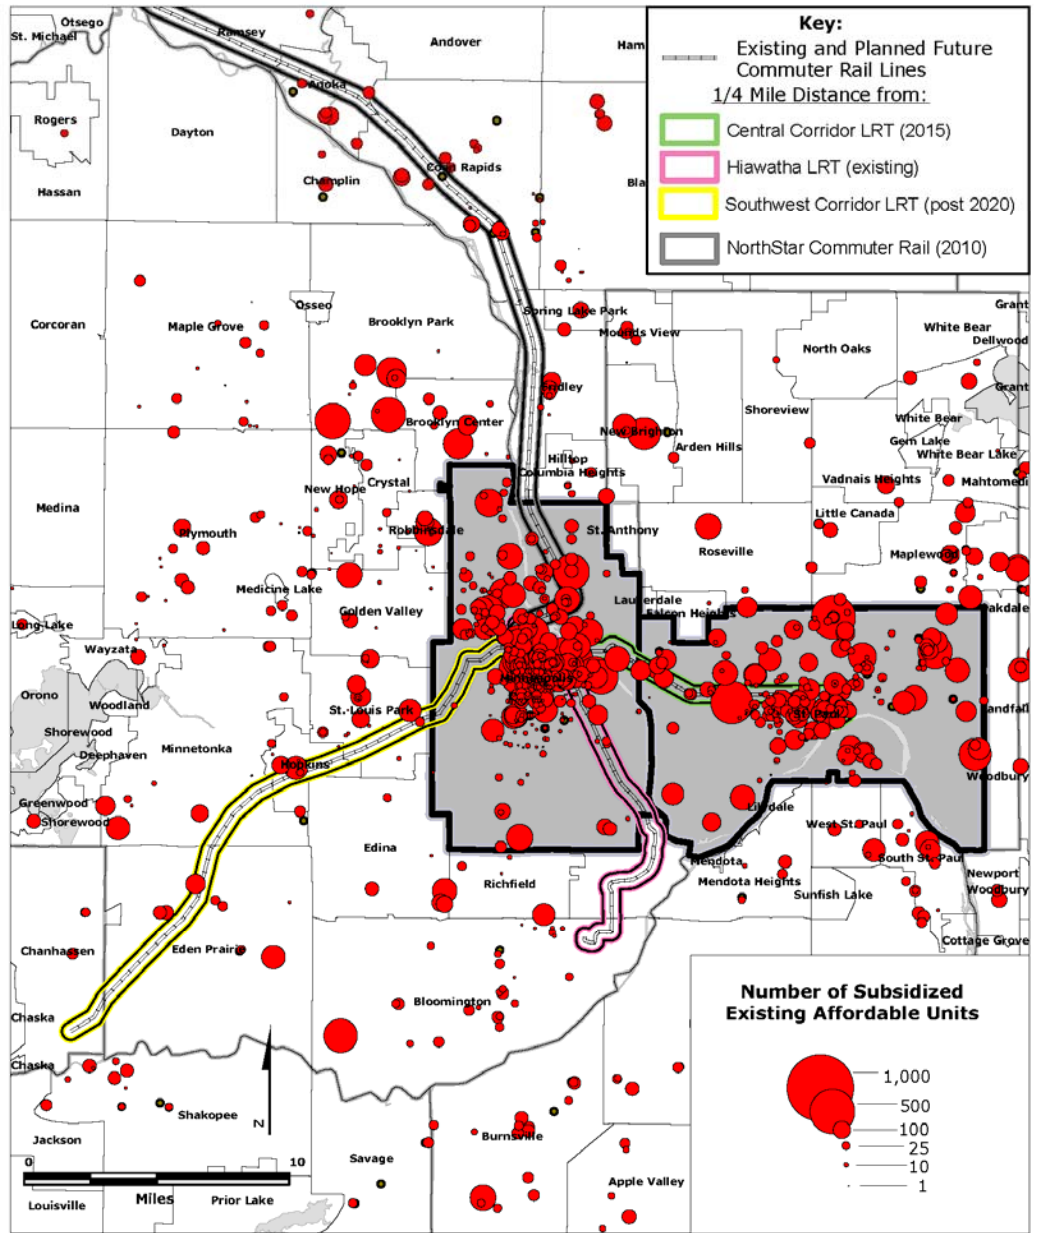 Otsego
St. Michael
Ramsey
Andover
Ham
Key:
Existing and Planned Future
Commuter Rail Lines
1/4 Mile Distance from:
Central Corridor LRT (2015)
Hiawatha LRT (existing)
Southwest Corridor LRT (post 2020)
NorthStar Commuter Rail (2010)
Anoka
Rogers
Dayton
Coon Rapids
Champlin
Bla
Hassan
Osseo
Spring Lake Park
Grant
Corcoran
Maple Grove
Brooklyn Park
Mounds View
White Bear
Dellwood
North Oaks
Fridley
Grant
Shoreview
Brooklyn Center
New Brighton
White Bear
Arden Hills
Gem Lake
White Bear Lake
Hilltop
Columbia Heights
Crystal
New Hope
Vadnais Heights
Mahtomedi
Medina
Little Canada
Plymouth
Robbinsdale
St. Anthony
Roseville
Maplewood
Medicine Lake
Golden Valley
Lauderdale
Falcon Heights
Oakdale
Long Lake
Wayzata
Minneapolis
Orono
Woodland
St. Louis Park
St. Paul
Landfall
Shorewood
Minnetonka
Deephaven
Hopkins
Woodbury
Greenwood
Shorewood
Lilydale
West St. Paul
Edina
Mendota
South St. Paul
Richfield
Mendota Heights
Newport
Woodbury
Sunfish Lake
Chanhassen
Eden Prairie
Cottage Grove
Bloomington
Chaska
Number of Subsidized
Existing Affordable Units
1,000
500
100
25
10
1
Chaska
N
Shakopee
Jackson
Burnsville
Savage
0
10
Miles
Apple Valley
Louisville
Prior Lake